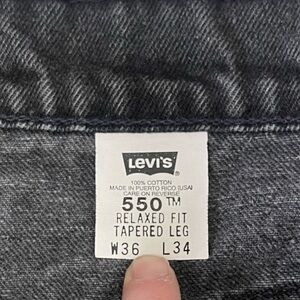 LEVI'S®
100% COTTON
MADE IN PUERTO RICO (USA)
CARE ON REVERSE
550™
RELAXED FIT
TAPERED LEG
W36 L34